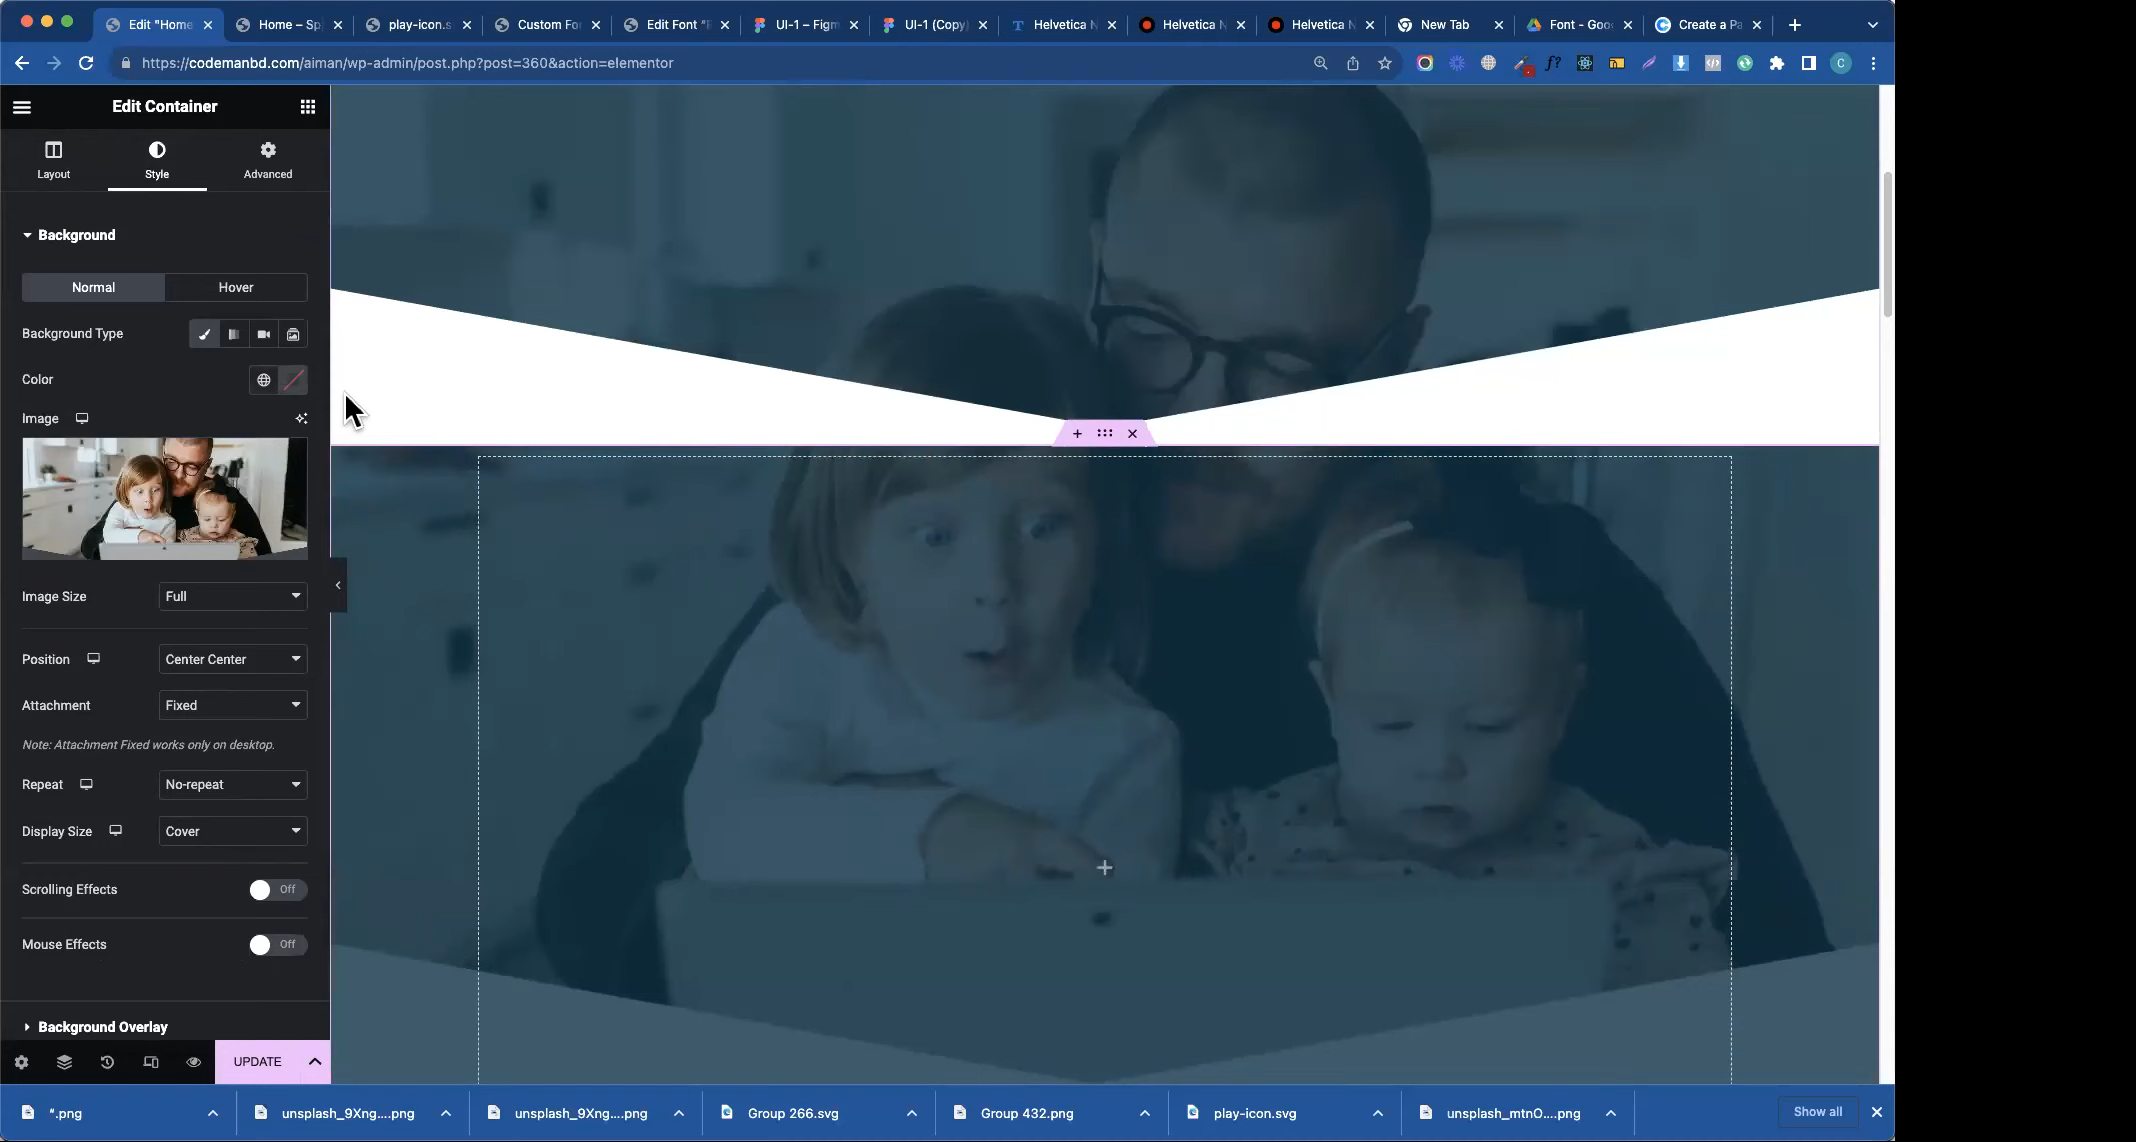 Edit "Home
Home – Sp
play-icon.s
Custom Fo
Edit Font "
UI-1 – Figm
UI-1 (Copy)
Helvetica N
Helvetica N
Helvetica N
New Tab
Font - Goo
Create a Pa
https://codemanbd.com/aiman/wp-admin/post.php?post=360&action=elementor
f?
C
Edit Container
Layout
Style
Advanced
Background
Normal
Hover
Background Type
Color
Image
Image Size
Full
Position
Center Center
Attachment
Fixed
Note: Attachment Fixed works only on desktop.
Repeat
No-repeat
Display Size
Cover
Scrolling Effects
Off
Mouse Effects
Off
Background Overlay
UPDATE
“.png
unsplash_9Xng....png
unsplash_9Xng....png
Group 266.svg
Group 432.png
play-icon.svg
unsplash_mtnO....png
Show all